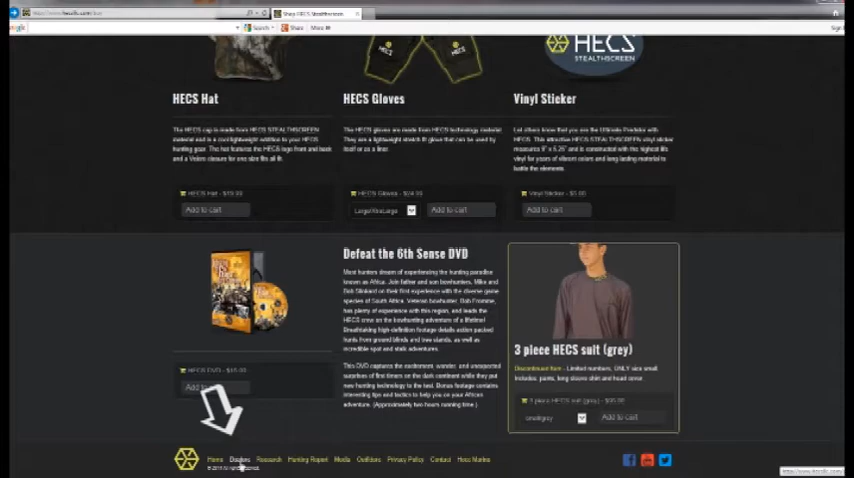 Shop HECS Stealthscreen
Search
Share
More
HECS
HECS
HECS
STEALTHSCREEN
HECS Hat
HECS Gloves
Vinyl Sticker
The HECS cap is made from HECS STEALTHSCREEN
material and is a cool lightweight addition to your HECS
hunting gear. The hat features the HECS logo front and back
and a Velcro closure for one size fits all fit.
The HECS gloves are made from HECS technology material
They are a lightweight stretch fit glove that can be used by
itself or as a liner.
Let others know that you are the Ultimate Predator with
HECS. This attractive HECS STEALTHSCREEN vinyl sticker
measures 9" x 5.25" and is constructed with the highest life
vinyl for years of vibrant colors and long lasting material to
battle the elements.
HECS Hat -
HECS Gloves - $24.99
Vinyl Sticker -
Add to cart
Large/XtraLarge
Add to cart
Add to cart
Defeat the 6th Sense DVD
Most hunters dream of experiencing the hunting paradise
known as Africa. Join father and son bowhunters, Mike and
Bob Slinkard on their first experience with the diverse game
species of South Africa. Veteran bowhunter, Bob Fromme,
has plenty of experience with this region, and leads the
HECS crew on the bowhunting adventure of a lifetime!
Breathtaking high-definition footage details action packed
hunts from ground blinds and tree stands, as well as
incredible spot and stalk adventures.
This DVD captures the excitement, wonder, and unexpected
surprises of first timers on the dark continent while they put
new hunting technology to the test. Bonus footage contains
interesting tips and tactics to help you on your African
adventure. (Approximately two hours running time.)
HECS DVD -
Add to
3 piece HECS suit (grey)
Discontinued Item - Limited numbers, ONLY size small
Includes: pants, long sleeve shirt and head cover
3 piece HECS suit (grey) -
small/grey
Add to cart
Home Dealers Research Hunting Report Media Outfitters Privacy Policy Contact Hecs Marine